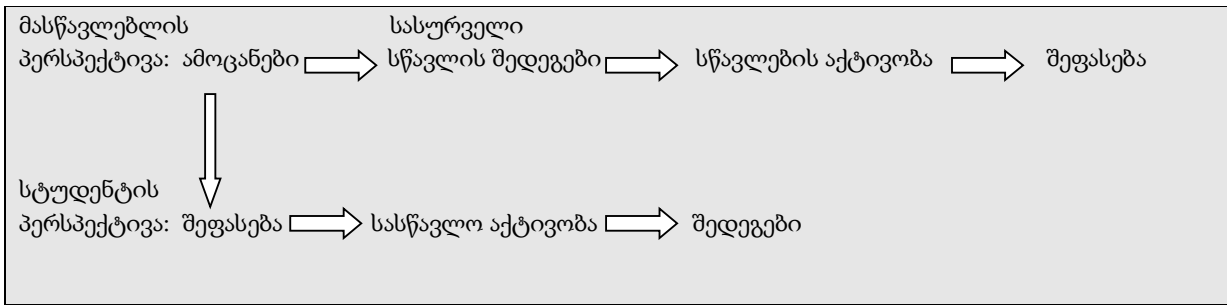 მასწავლებლის სასურველი
პერსპექტივა: ამოცანები სწავლის შედეგები სწავლების აქტივობა შეფასება
სტუდენტის
პერსპექტივა: შეფასება სასწავლო აქტივობა შედეგები